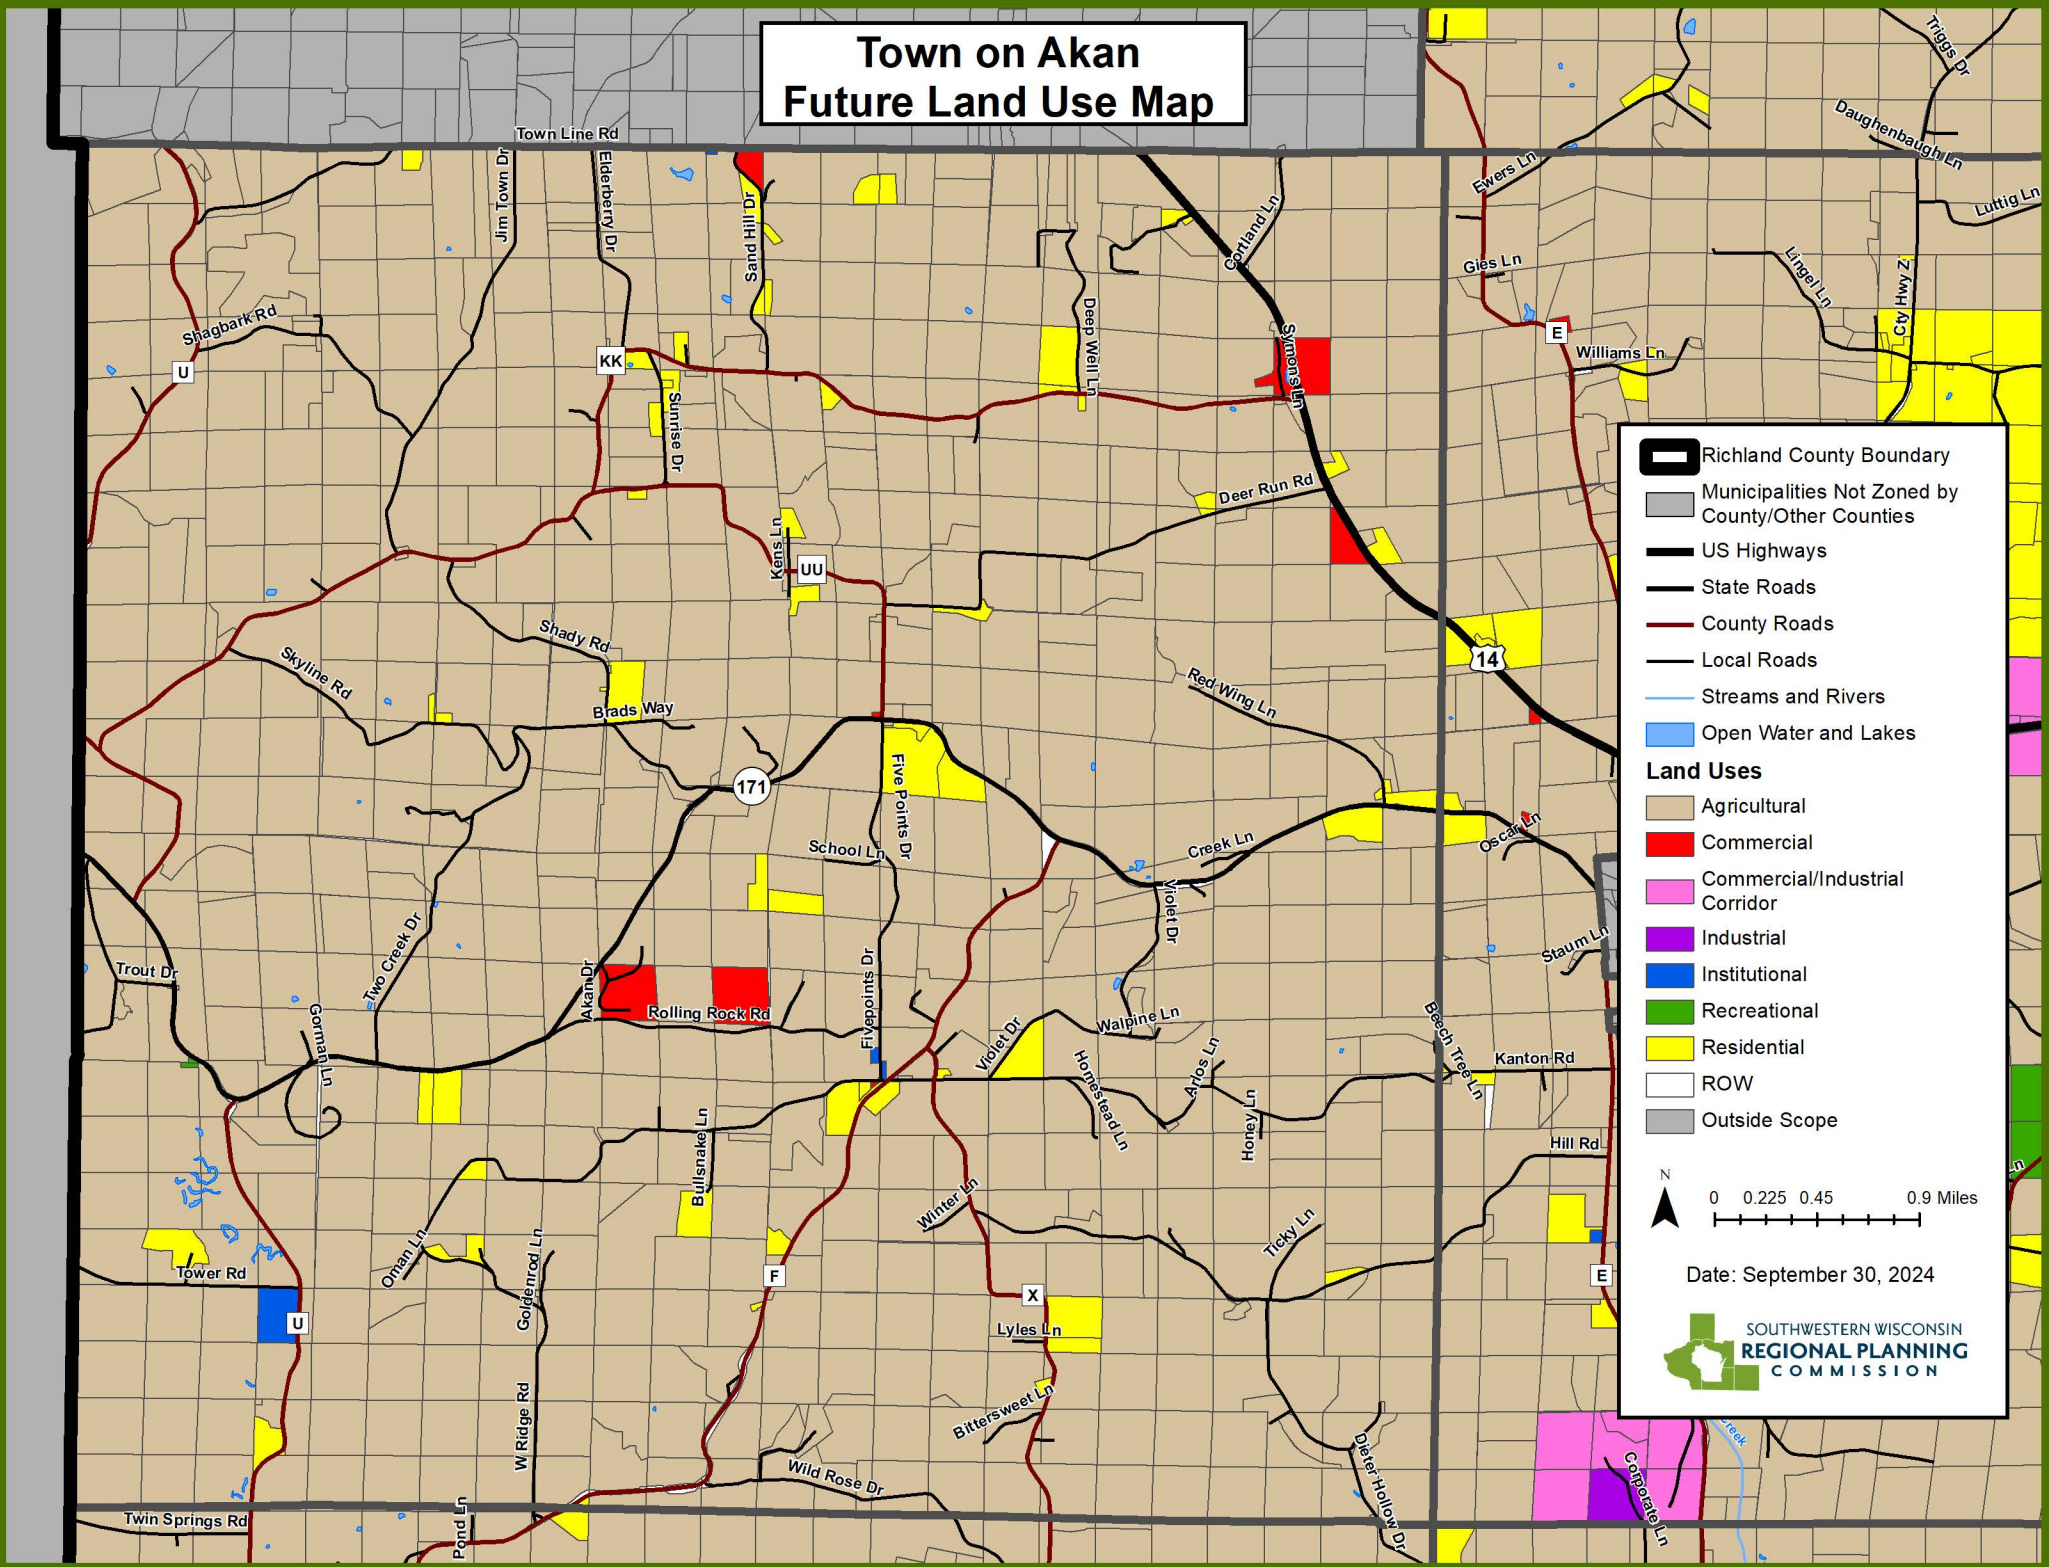 Town on Akan
Future Land Use Map
Triggs Dr
Daughenbaugh Ln
Town Line Rd
Ewers Ln
Luttig Ln
Jim Town Dr
Elderberry Dr
Sand Hill Dr
Cortland Ln
Gies Ln
Lingel Ln
Cty Hwy Z
Shagbark Rd
U
KK
Deep Well Ln
Symons Ln
E
Williams Ln
Sunrise Dr
Deer Run Rd
Kens Ln
UU
Shady Rd
Skyline Rd
Brads Way
Red Wing Ln
14
171
Five Points Dr
School Ln
Creek Ln
Oscar Ln
Violet Dr
Two Creek Dr
Trout Dr
Akan Dr
Rolling Rock Rd
Fivepoints Dr
Staum Ln
Gorman Ln
Violet Dr
Walpine Ln
Beech Tree Ln
Kanton Rd
Homestead Ln
Arlos Ln
Honey Ln
Bullsnake Ln
Hill Rd
Winter Ln
Ticky Ln
Oman Ln
Goldenrod Ln
Tower Rd
U
F
X
E
Lyles Ln
Bittersweet Ln
W Ridge Rd
Wild Rose Dr
Dieter Hollow Dr
Corporate Ln
Creek
Twin Springs Rd
Pond Ln
Ln
Richland County Boundary
Municipalities Not Zoned by
County/Other Counties
US Highways
State Roads
County Roads
Local Roads
Streams and Rivers
Open Water and Lakes
Land Uses
Agricultural
Commercial
Commercial/Industrial
Corridor
Industrial
Institutional
Recreational
Residential
ROW
Outside Scope
N
0 0.225 0.45 0.9 Miles
Date: September 30, 2024
SOUTHWESTERN WISCONSIN
REGIONAL PLANNING
COMMISSION